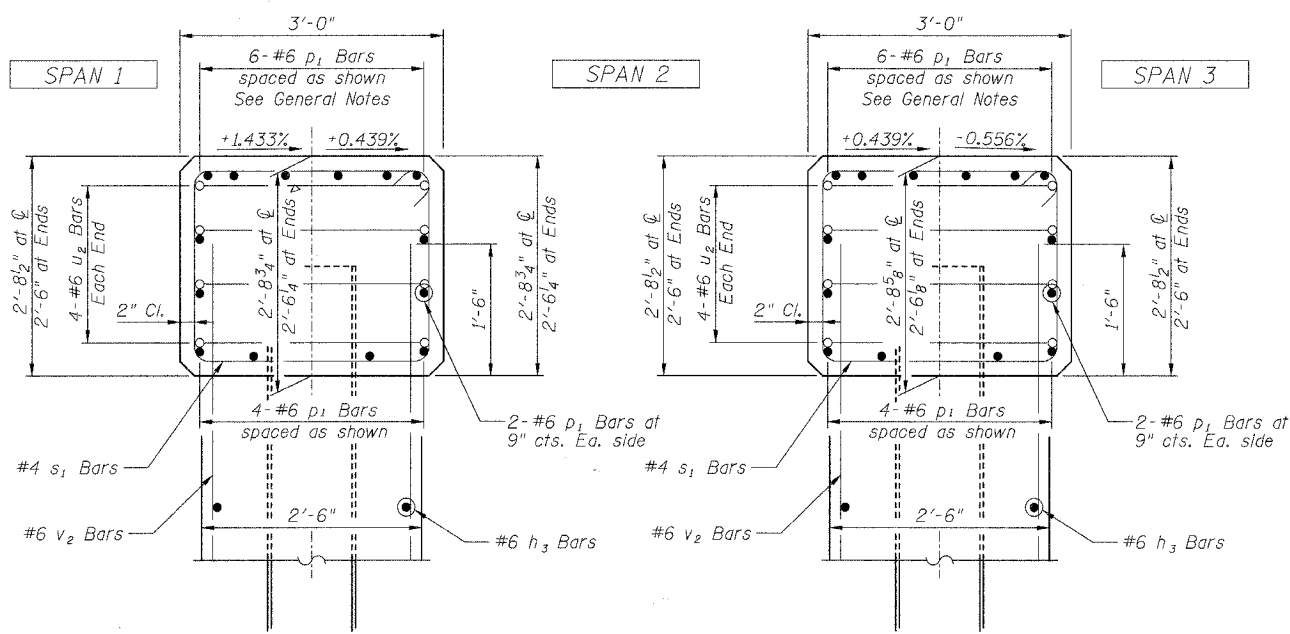 3'-0"
6-#6 p₁ Bars
spaced as shown
See General Notes
SPAN 1
+1.433%
+0.439%
2'-8½" at ℄
2'-6" at Ends
4-#6 u₂ Bars
Each End
2'-8¾" at ℄
2'-6¼" at Ends
2" Cl.
1'-6"
2'-8¾" at ℄
2'-6¼" at Ends
4-#6 p₁ Bars
spaced as shown
2-#6 p₁ Bars at
9" cts. Ea. side
#4 s₁ Bars
#6 v₂ Bars
2'-6"
#6 h₃ Bars
SPAN 2
3'-0"
6-#6 p₁ Bars
spaced as shown
See General Notes
SPAN 3
+0.439%
-0.556%
2'-8½" at ℄
2'-6" at Ends
4-#6 u₂ Bars
Each End
2'-8⅝" at ℄
2'-6⅛" at Ends
2" Cl.
1'-6"
2'-8½" at ℄
2'-6" at Ends
4-#6 p₁ Bars
spaced as shown
2-#6 p₁ Bars at
9" cts. Ea. side
#4 s₁ Bars
#6 v₂ Bars
2'-6"
#6 h₃ Bars